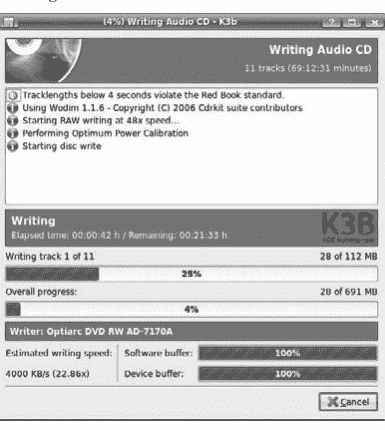 (4%) Writing Audio CD - K3b
Writing Audio CD
11 tracks (69:12:31 minutes)
Tracklengths below 4 seconds violate the Red Book standard.
Using Wodim 1.1.6 - Copyright (C) 2006 Cdrkit suite contributors
Starting RAW writing at 48x speed...
Performing Optimum Power Calibration
Starting disc write
Writing
Elapsed time: 00:00:42 h / Remaining: 00:21:33 h
K3B
Writing track 1 of 11 28 of 112 MB
25%
Overall progress: 28 of 691 MB
4%
Writer: Optiarc DVD RW AD-7170A
Estimated writing speed: Software buffer: 100%
4000 KB/s (22.86x) Device buffer: 100%
Cancel